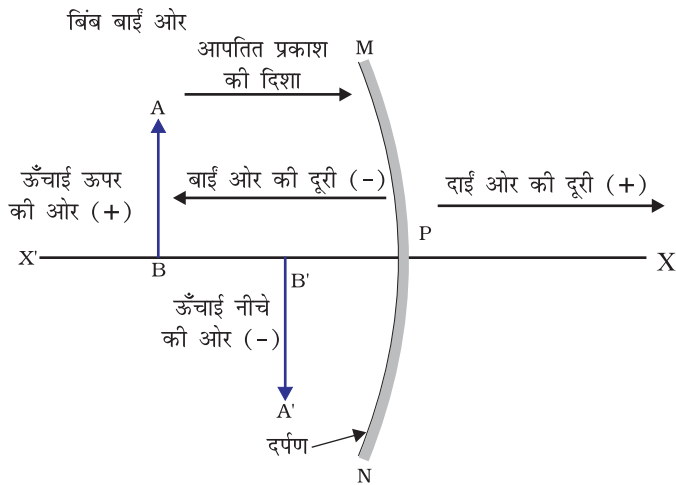 बिंब बाईं ओर
आपतित प्रकाश
की दिशा
M
A
ऊँचाई ऊपर
की ओर (+)
बाईं ओर की दूरी (-)
दाईं ओर की दूरी (+)
P
X'
B
B'
X
ऊँचाई नीचे
की ओर (-)
A'
दर्पण
N